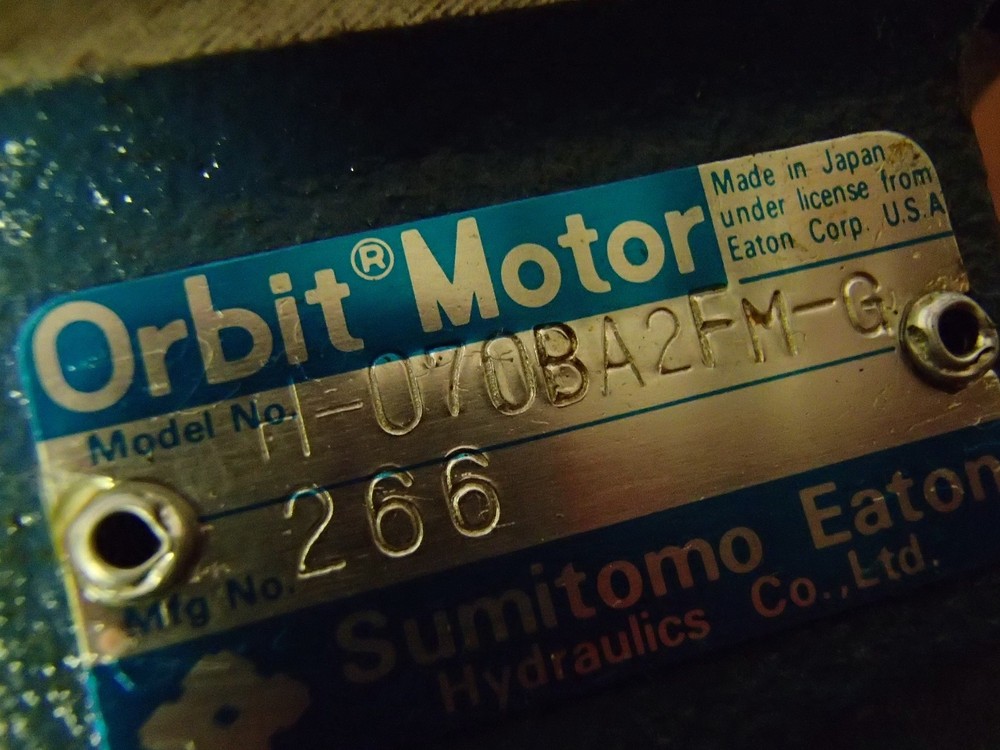 Orbit® Motor
Made in Japan
under license from
Eaton Corp. U.S.A
Model No. H-070BA2FM-G
Mfg No. 266
Sumitomo Eaton
Hydraulics Co.,Ltd.